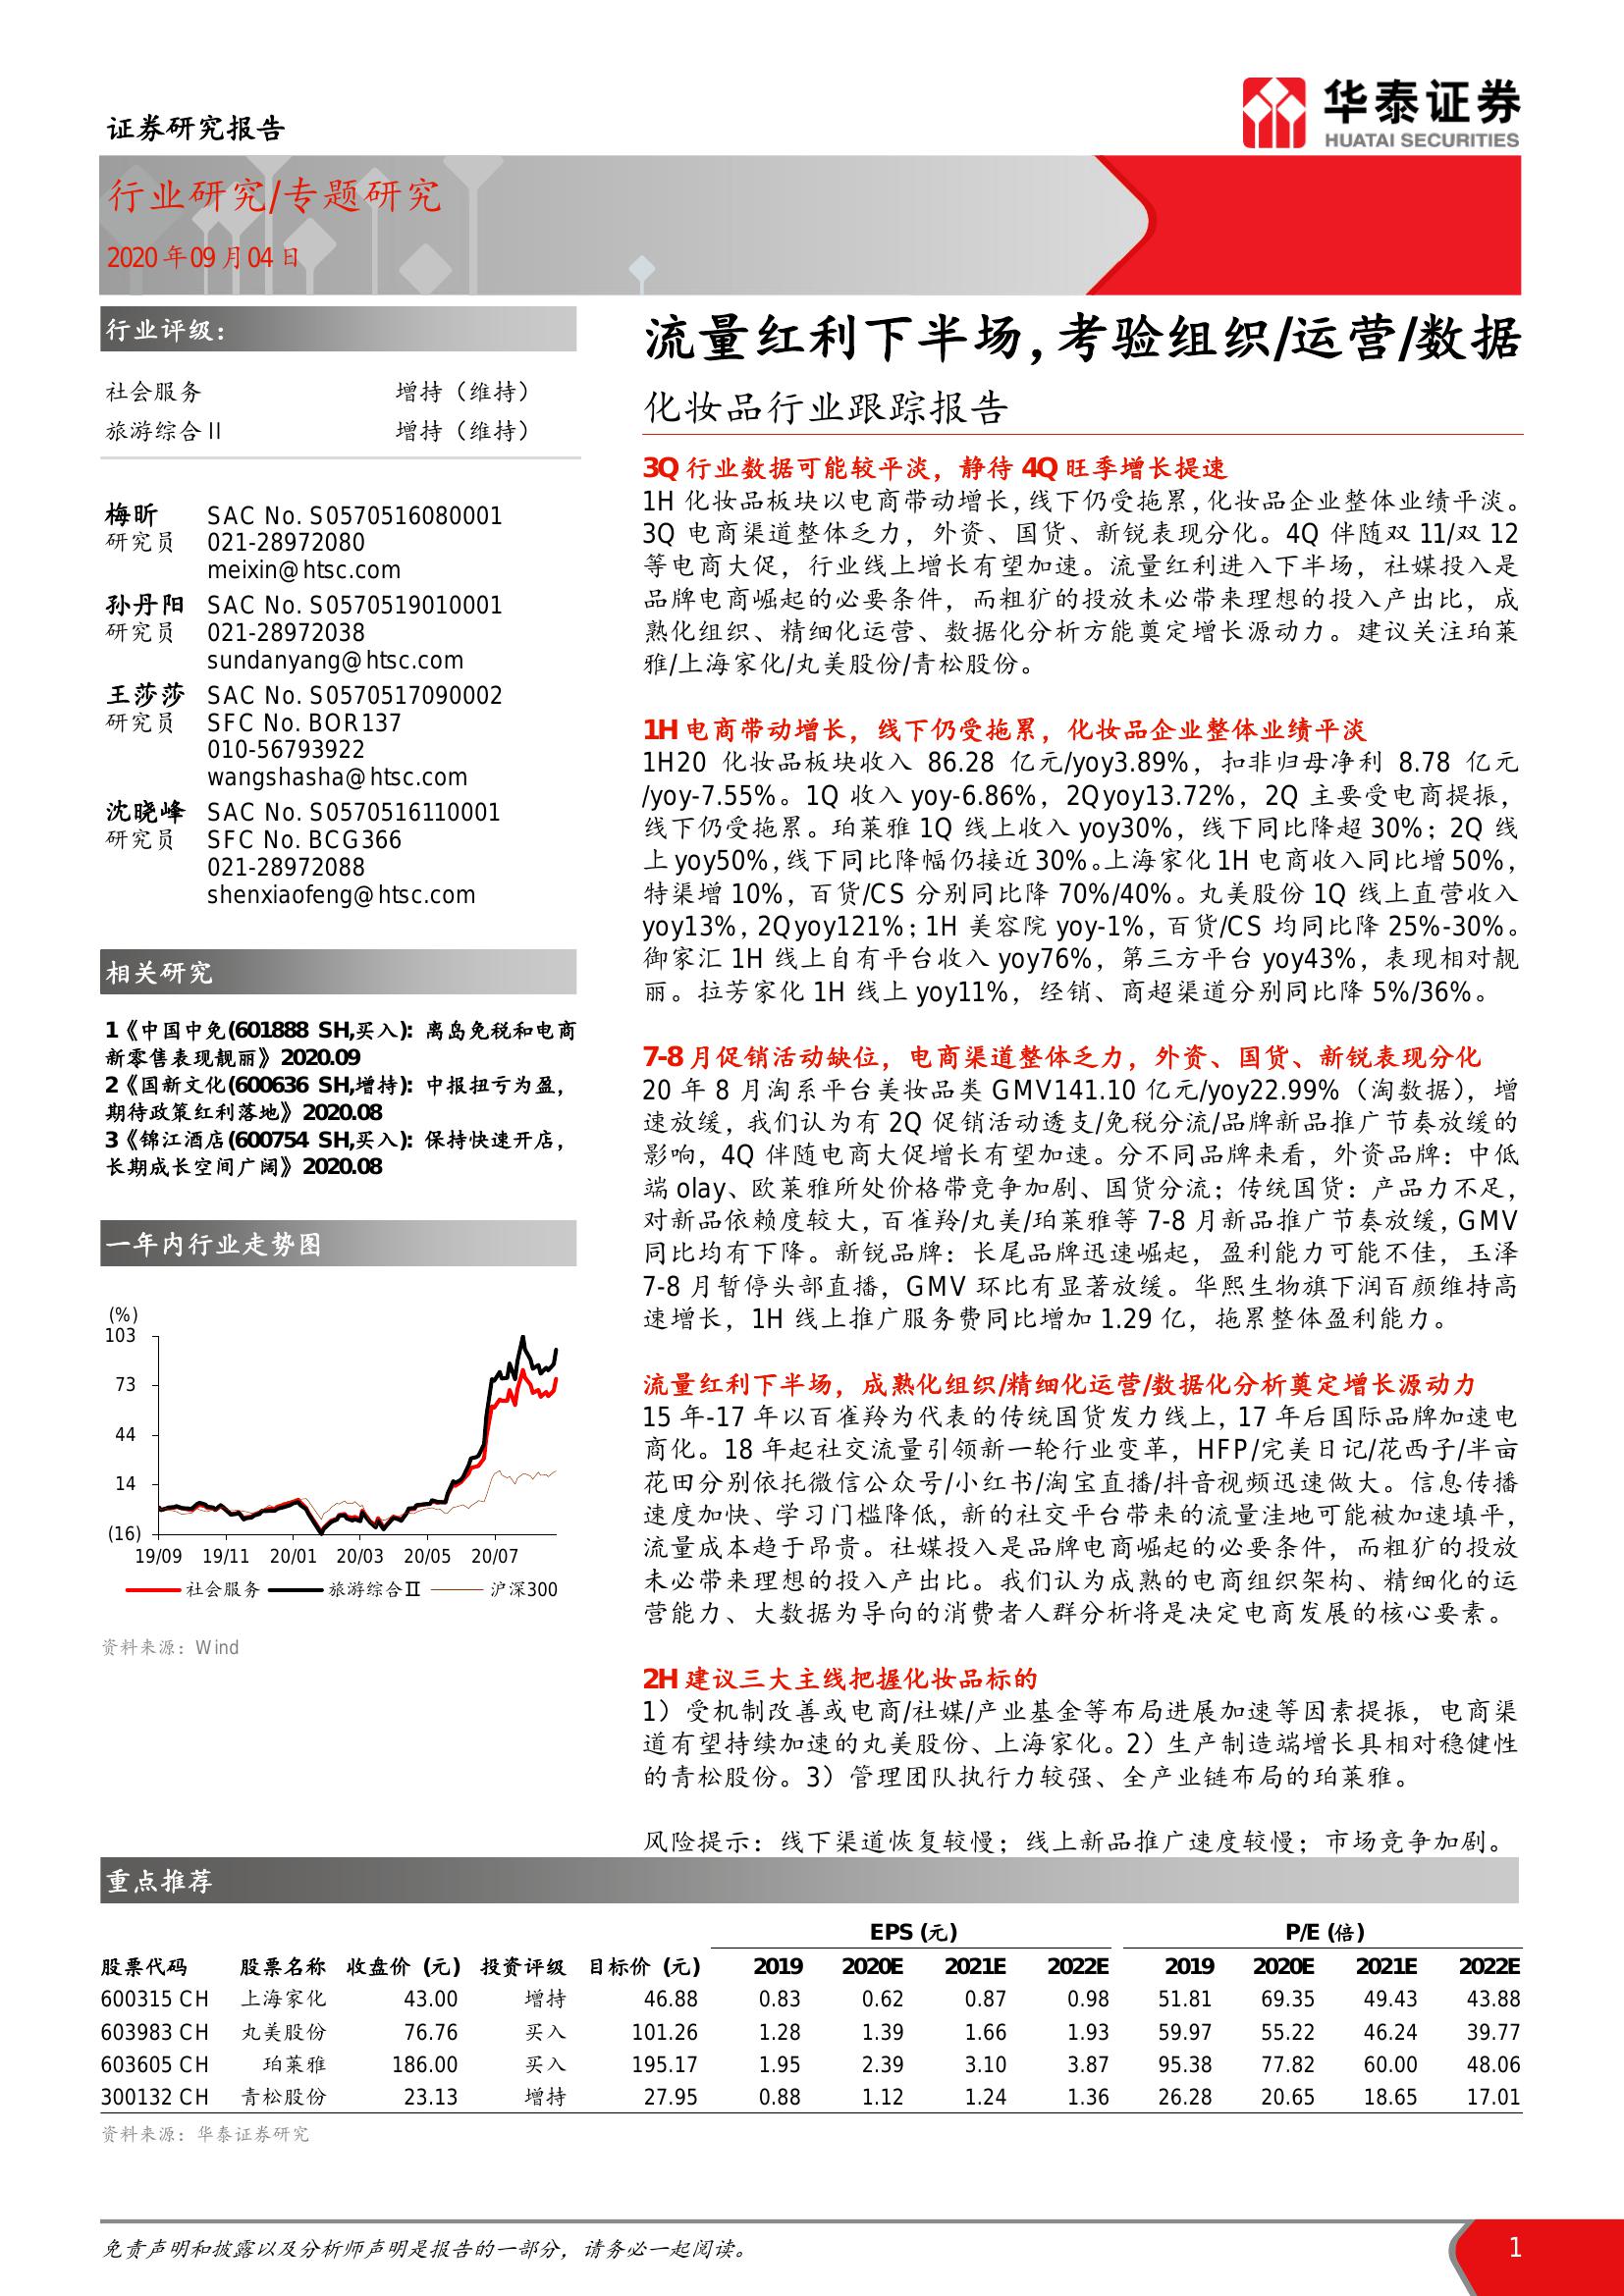 证券研究报告
华泰证券
HUATAI SECURITIES
行业研究/专题研究
2020年09月04日
行业评级：
社会服务 增持（维持）
旅游综合II 增持（维持）
梅昕 SAC No. S0570516080001
研究员 021-28972080
meixin@htsc.com
孙丹阳 SAC No. S0570519010001
研究员 021-28972038
sundanyang@htsc.com
王莎莎 SAC No. S0570517090002
研究员 SFC No. BOR137
010-56793922
wangshasha@htsc.com
沈晓峰 SAC No. S0570516110001
研究员 SFC No. BCG366
021-28972088
shenxiaofeng@htsc.com
相关研究
1《中国中免(601888 SH,买入)：离岛免税和电商
新零售表现靓丽》2020.09
2《国新文化(600636 SH,增持)：中报扭亏为盈，
期待政策红利落地》2020.08
3《锦江酒店(600754 SH,买入)：保持快速开店，
长期成长空间广阔》2020.08
一年内行业走势图
(%)
103
73
44
14
(16)
19/09 19/11 20/01 20/03 20/05 20/07
社会服务 旅游综合II 沪深300
资料来源：Wind
流量红利下半场，考验组织/运营/数据
化妆品行业跟踪报告
3Q 行业数据可能较平淡，静待 4Q 旺季增长提速
1H 化妆品板块以电商带动增长，线下仍受拖累，化妆品企业整体业绩平淡。
3Q 电商渠道整体乏力，外资、国货、新锐表现分化。4Q 伴随双 11/双 12
等电商大促，行业线上增长有望加速。流量红利进入下半场，社媒投入是
品牌电商崛起的必要条件，而粗犷的投放未必带来理想的投入产出比，成
熟化组织、精细化运营、数据化分析方能奠定增长源动力。建议关注珀莱
雅/上海家化/丸美股份/青松股份。
1H 电商带动增长，线下仍受拖累，化妆品企业整体业绩平淡
1H20 化妆品板块收入 86.28 亿元/yoy3.89%，扣非归母净利 8.78 亿元
/yoy-7.55%。1Q 收入 yoy-6.86%，2Qyoy13.72%，2Q 主要受电商提振，
线下仍受拖累。珀莱雅 1Q 线上收入 yoy30%，线下同比降超 30%；2Q 线
上 yoy50%，线下同比降幅仍接近 30%。上海家化 1H 电商收入同比增 50%，
特渠增 10%，百货/CS 分别同比降 70%/40%。丸美股份 1Q 线上直营收入
yoy13%，2Qyoy121%；1H 美容院 yoy-1%，百货/CS 均同比降 25%-30%。
御家汇 1H 线上自有平台收入 yoy76%，第三方平台 yoy43%，表现相对靓
丽。拉芳家化 1H 线上 yoy11%，经销、商超渠道分别同比降 5%/36%。
7-8 月促销活动缺位，电商渠道整体乏力，外资、国货、新锐表现分化
20 年 8 月淘系平台美妆品类 GMV141.10 亿元/yoy22.99%（淘数据），增
速放缓，我们认为有 2Q 促销活动透支/免税分流/品牌新品推广节奏放缓的
影响，4Q 伴随电商大促增长有望加速。分不同品牌来看，外资品牌：中低
端 olay、欧莱雅所处价格带竞争加剧、国货分流；传统国货：产品力不足，
对新品依赖度较大，百雀羚/丸美/珀莱雅等 7-8 月新品推广节奏放缓，GMV
同比均有下降。新锐品牌：长尾品牌迅速崛起，盈利能力可能不佳，玉泽
7-8 月暂停头部直播，GMV 环比有显著放缓。华熙生物旗下润百颜维持高
速增长，1H 线上推广服务费同比增加 1.29 亿，拖累整体盈利能力。
流量红利下半场，成熟化组织/精细化运营/数据化分析奠定增长源动力
15 年-17 年以百雀羚为代表的传统国货发力线上，17 年后国际品牌加速电
商化。18 年起社交流量引领新一轮行业变革，HFP/完美日记/花西子/半亩
花田分别依托微信公众号/小红书/淘宝直播/抖音视频迅速做大。信息传播
速度加快、学习门槛降低，新的社交平台带来的流量洼地可能被加速填平，
流量成本趋于昂贵。社媒投入是品牌电商崛起的必要条件，而粗犷的投放
未必带来理想的投入产出比。我们认为成熟的电商组织架构、精细化的运
营能力、大数据为导向的消费者人群分析将是决定电商发展的核心要素。
2H 建议三大主线把握化妆品标的
1）受机制改善或电商/社媒/产业基金等布局进展加速等因素提振，电商渠
道有望持续加速的丸美股份、上海家化。2）生产制造端增长具相对稳健性
的青松股份。3）管理团队执行力较强、全产业链布局的珀莱雅。
风险提示：线下渠道恢复较慢；线上新品推广速度较慢；市场竞争加剧。
重点推荐
EPS (元) P/E (倍)
股票代码 股票名称 收盘价 (元) 投资评级 目标价 (元) 2019 2020E 2021E 2022E 2019 2020E 2021E 2022E
600315 CH 上海家化 43.00 增持 46.88 0.83 0.62 0.87 0.98 51.81 69.35 49.43 43.88
603983 CH 丸美股份 76.76 买入 101.26 1.28 1.39 1.66 1.93 59.97 55.22 46.24 39.77
603605 CH 珀莱雅 186.00 买入 195.17 1.95 2.39 3.10 3.87 95.38 77.82 60.00 48.06
300132 CH 青松股份 23.13 增持 27.95 0.88 1.12 1.24 1.36 26.28 20.65 18.65 17.01
资料来源：华泰证券研究
免责声明和披露以及分析师声明是报告的一部分，请务必一起阅读。 1